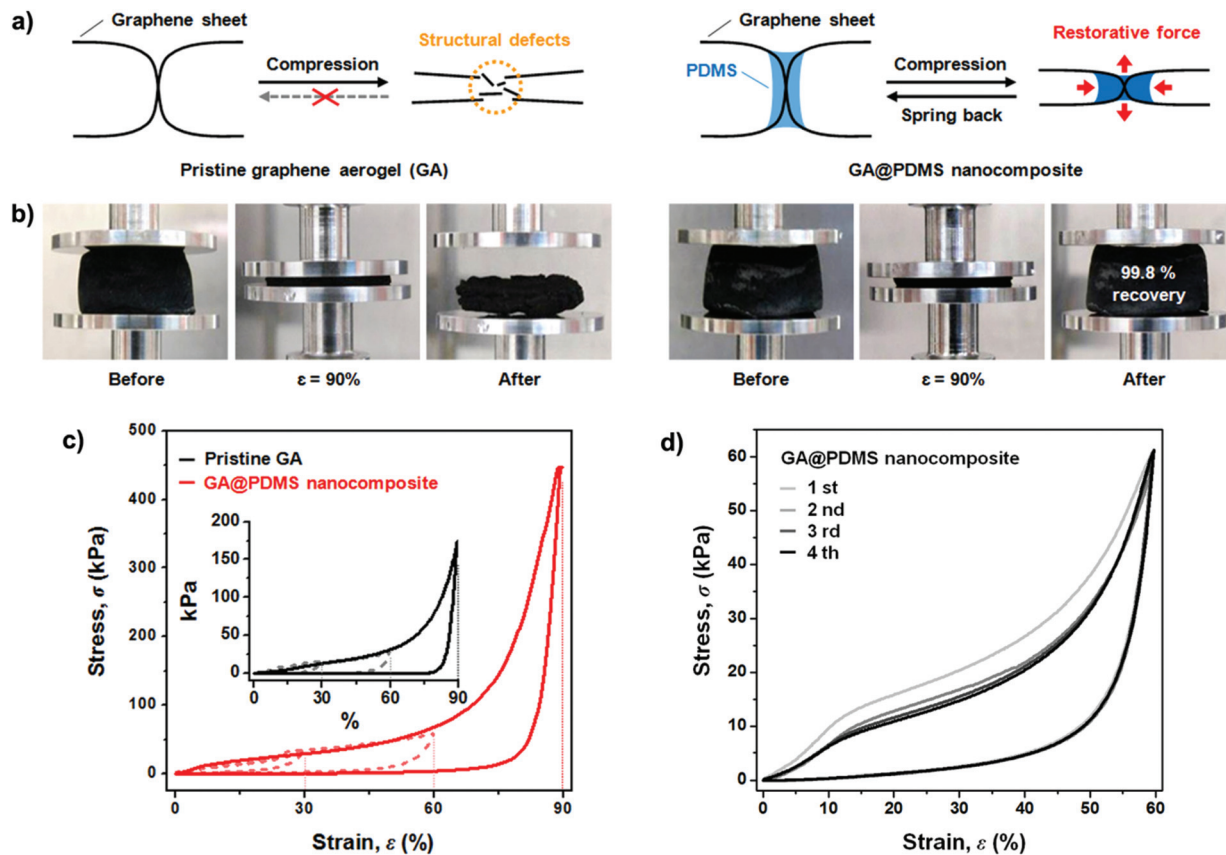 a)
Graphene sheet
Structural defects
Compression
Pristine graphene aerogel (GA)
Graphene sheet
PDMS
Compression
Spring back
Restorative force
GA@PDMS nanocomposite
b)
Before
ε = 90%
After
99.8 %
recovery
Before
ε = 90%
After
c)
Pristine GA
GA@PDMS nanocomposite
Stress, σ (kPa)
500
400
300
200
100
0
kPa
175
150
125
100
75
50
25
0
0 30 60 90
%
0 30 60 90
Strain, ε (%)
d)
GA@PDMS nanocomposite
1 st
2 nd
3 rd
4 th
Stress, σ (kPa)
60
50
40
30
20
10
0
0 10 20 30 40 50 60
Strain, ε (%)